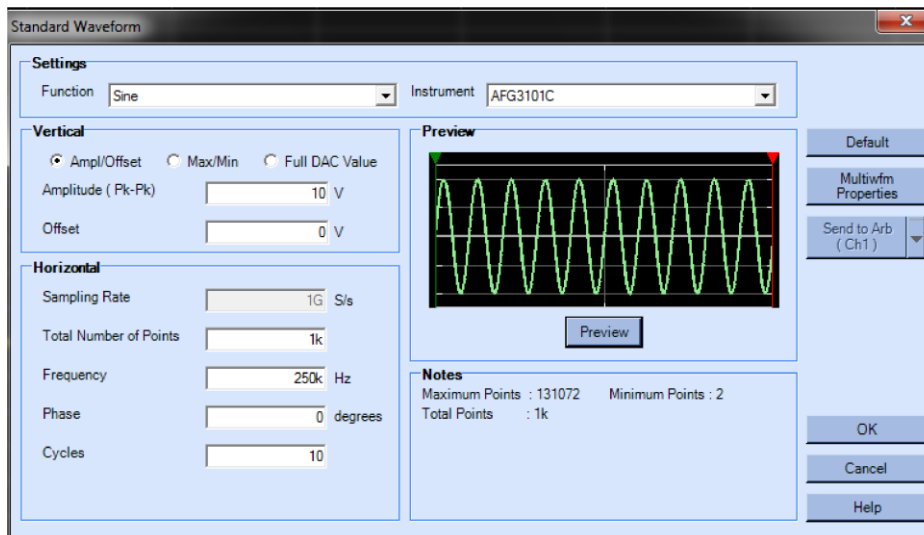 Standard Waveform
Settings
Function Sine Instrument AFG3101C
Vertical
Ampl/Offset Max/Min Full DAC Value
Amplitude ( Pk-Pk) 10 V
Offset 0 V
Horizontal
Sampling Rate 1G S/s
Total Number of Points 1k
Frequency 250k Hz
Phase 0 degrees
Cycles 10
Preview
Preview
Notes
Maximum Points : 131072 Minimum Points : 2
Total Points : 1k
Default
Multiwfm
Properties
Send to Arb
( Ch1 )
OK
Cancel
Help